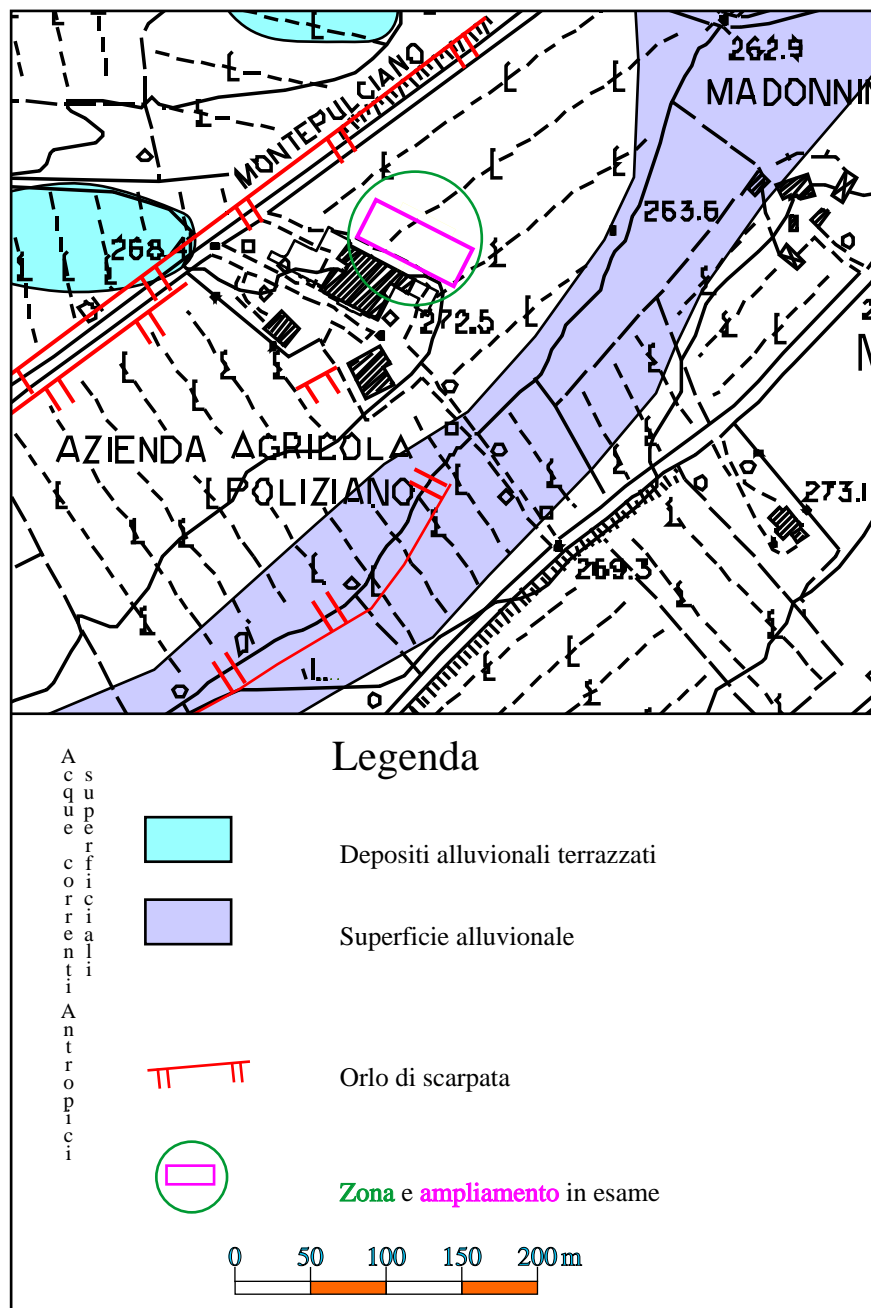 262.9
MADONNIN
MONTEPULCIANO
263.6
268
272.5
AZIENDA AGRICOLA
POLIZIANO
273.1
269.3
Legenda
Acque correnti
superficiali
Depositi alluvionali terrazzati
Superficie alluvionale
Antropici
Orlo di scarpata
Zona e ampliamento in esame
0 50 100 150 200 m